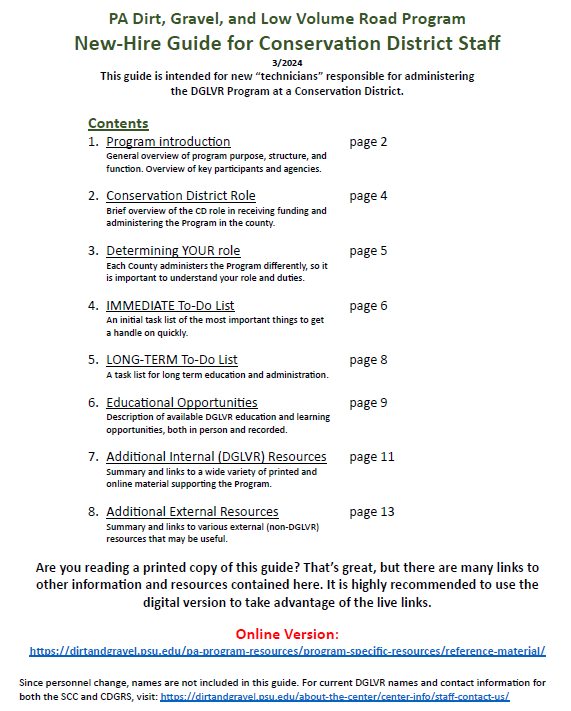 PA Dirt, Gravel, and Low Volume Road Program
New-Hire Guide for Conservation District Staff
3/2024
This guide is intended for new “technicians” responsible for administering
the DGLVR Program at a Conservation District.
Contents
1. Program introduction page 2
General overview of program purpose, structure, and
function. Overview of key participants and agencies.
2. Conservation District Role page 4
Brief overview of the CD role in receiving funding and
administering the Program in the county.
3. Determining YOUR role page 5
Each County administers the Program differently, so it
is important to understand your role and duties.
4. IMMEDIATE To-Do List page 6
An initial task list of the most important things to get
a handle on quickly.
5. LONG-TERM To-Do List page 8
A task list for long term education and administration.
6. Educational Opportunities page 9
Description of available DGLVR education and learning
opportunities, both in person and recorded.
7. Additional Internal (DGLVR) Resources page 11
Summary and links to a wide variety of printed and
online material supporting the Program.
8. Additional External Resources page 13
Summary and links to various external (non-DGLVR)
resources that may be useful.
Are you reading a printed copy of this guide? That’s great, but there are many links to
other information and resources contained here. It is highly recommended to use the
digital version to take advantage of the live links.
Online Version:
https://dirtandgravel.psu.edu/pa-program-resources/program-specific-resources/reference-material/
Since personnel change, names are not included in this guide. For current DGLVR names and contact information for
both the SCC and CDGRS, visit: https://dirtandgravel.psu.edu/about-the-center/center-info/staff-contact-us/